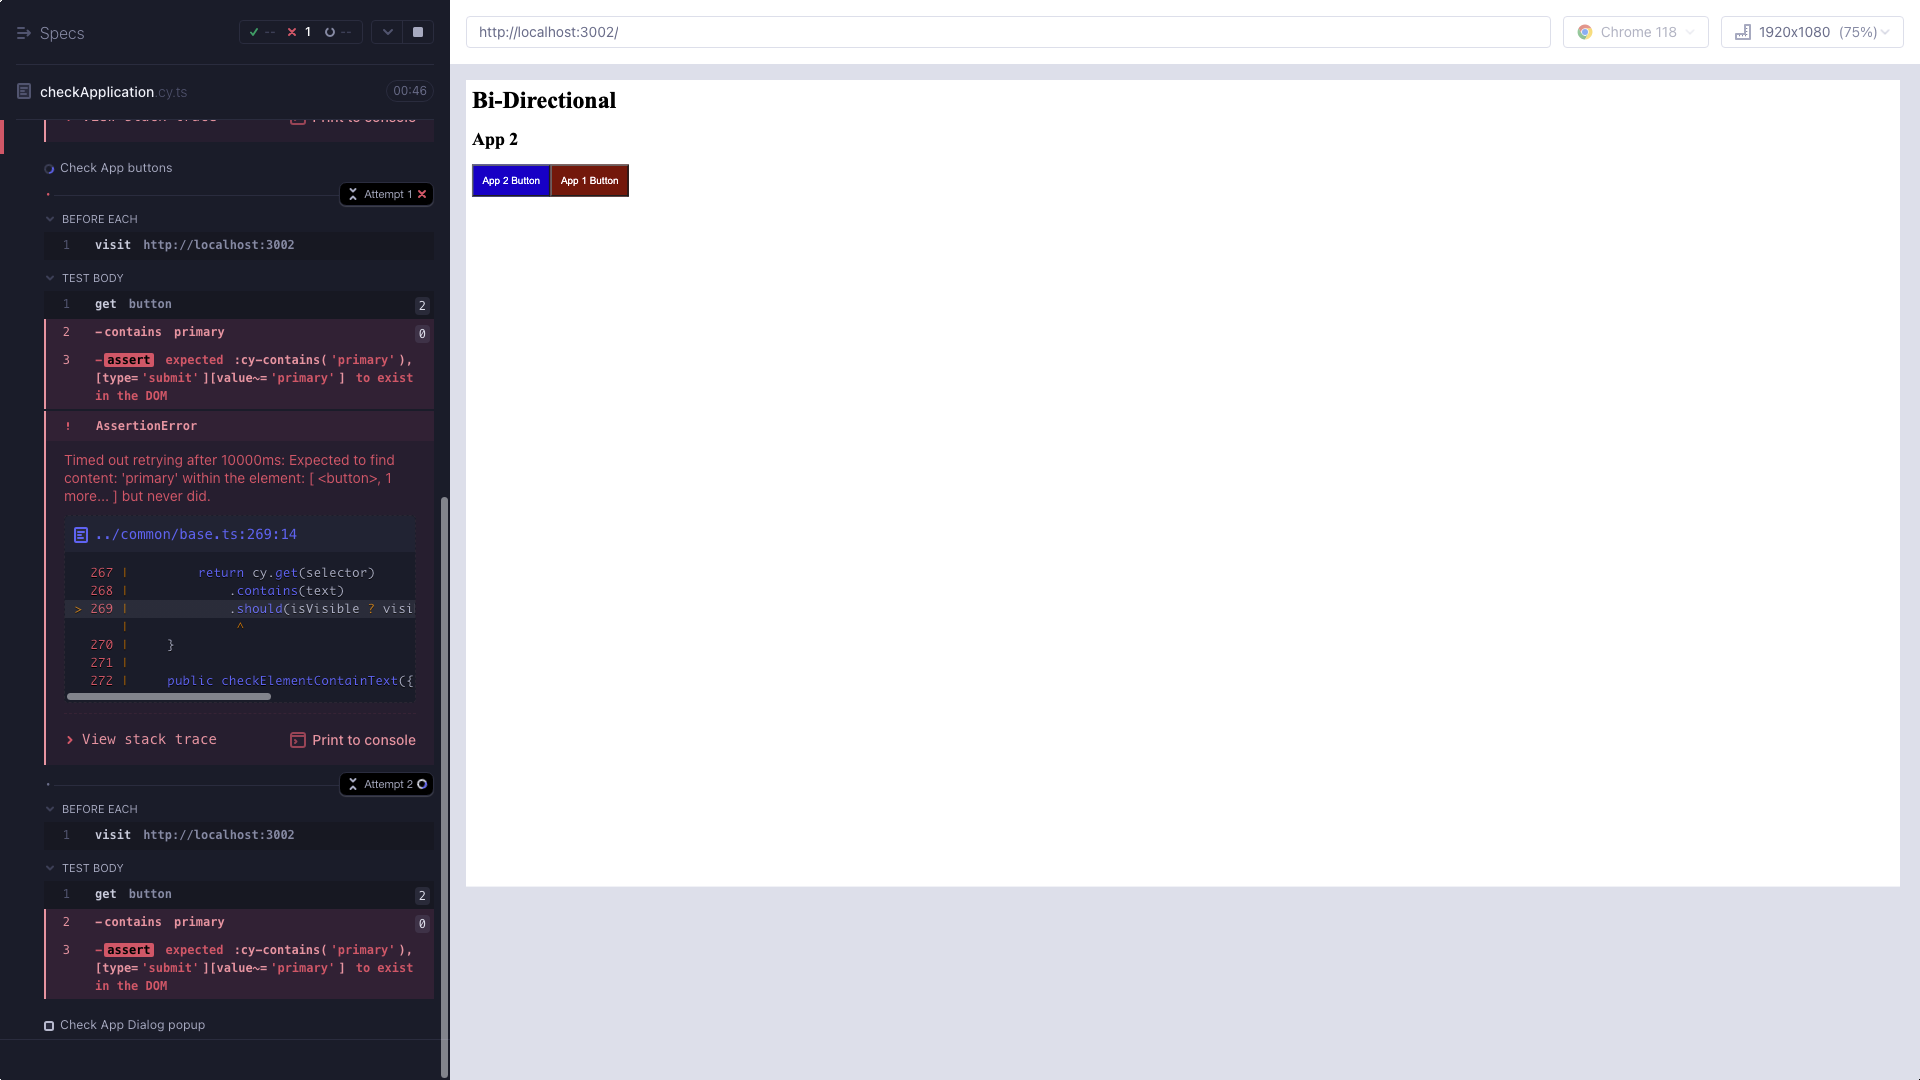 Specs
-- 1 --
checkApplication.cy.ts 00:46
View stack trace Print to console
Check App buttons
Attempt 1
BEFORE EACH
1 visit http://localhost:3002
TEST BODY
1 get button 2
2 -contains primary 0
3 -assert expected :cy-contains('primary'),
[type='submit'][value~='primary'] to exist
in the DOM
! AssertionError
Timed out retrying after 10000ms: Expected to find
content: 'primary' within the element: [ <button>, 1
more... ] but never did.
../common/base.ts:269:14
267 | return cy.get(selector)
268 | .contains(text)
> 269 | .should(isVisible ? visi
| ^
270 | }
271 |
272 | public checkElementContainText({
View stack trace Print to console
Attempt 2
BEFORE EACH
1 visit http://localhost:3002
TEST BODY
1 get button 2
2 -contains primary 0
3 -assert expected :cy-contains('primary'),
[type='submit'][value~='primary'] to exist
in the DOM
Check App Dialog popup
http://localhost:3002/
Chrome 118
1920x1080 (75%)
Bi-Directional
App 2
App 2 Button App 1 Button